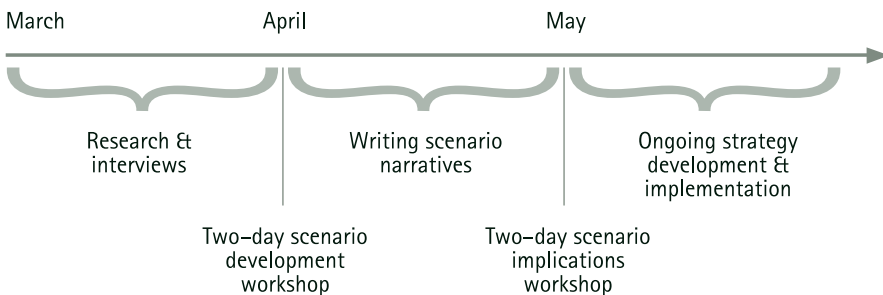 March
April
May
Research &
interviews
Writing scenario
narratives
Ongoing strategy
development &
implementation
Two–day scenario
development
workshop
Two–day scenario
implications
workshop